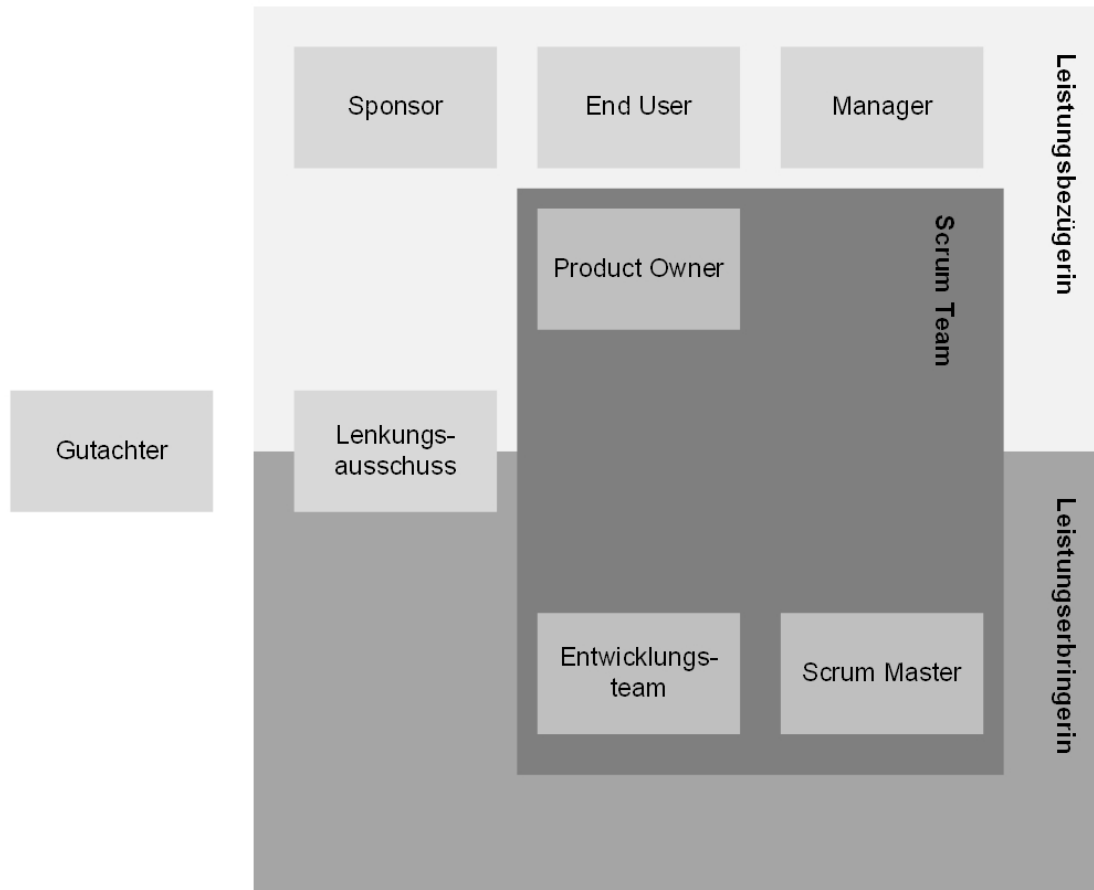 Sponsor
End User
Manager
Leistungsbezügerin
Product Owner
Scrum Team
Gutachter
Lenkungs-
ausschuss
Entwicklungs-
team
Scrum Master
Leistungserbringerin